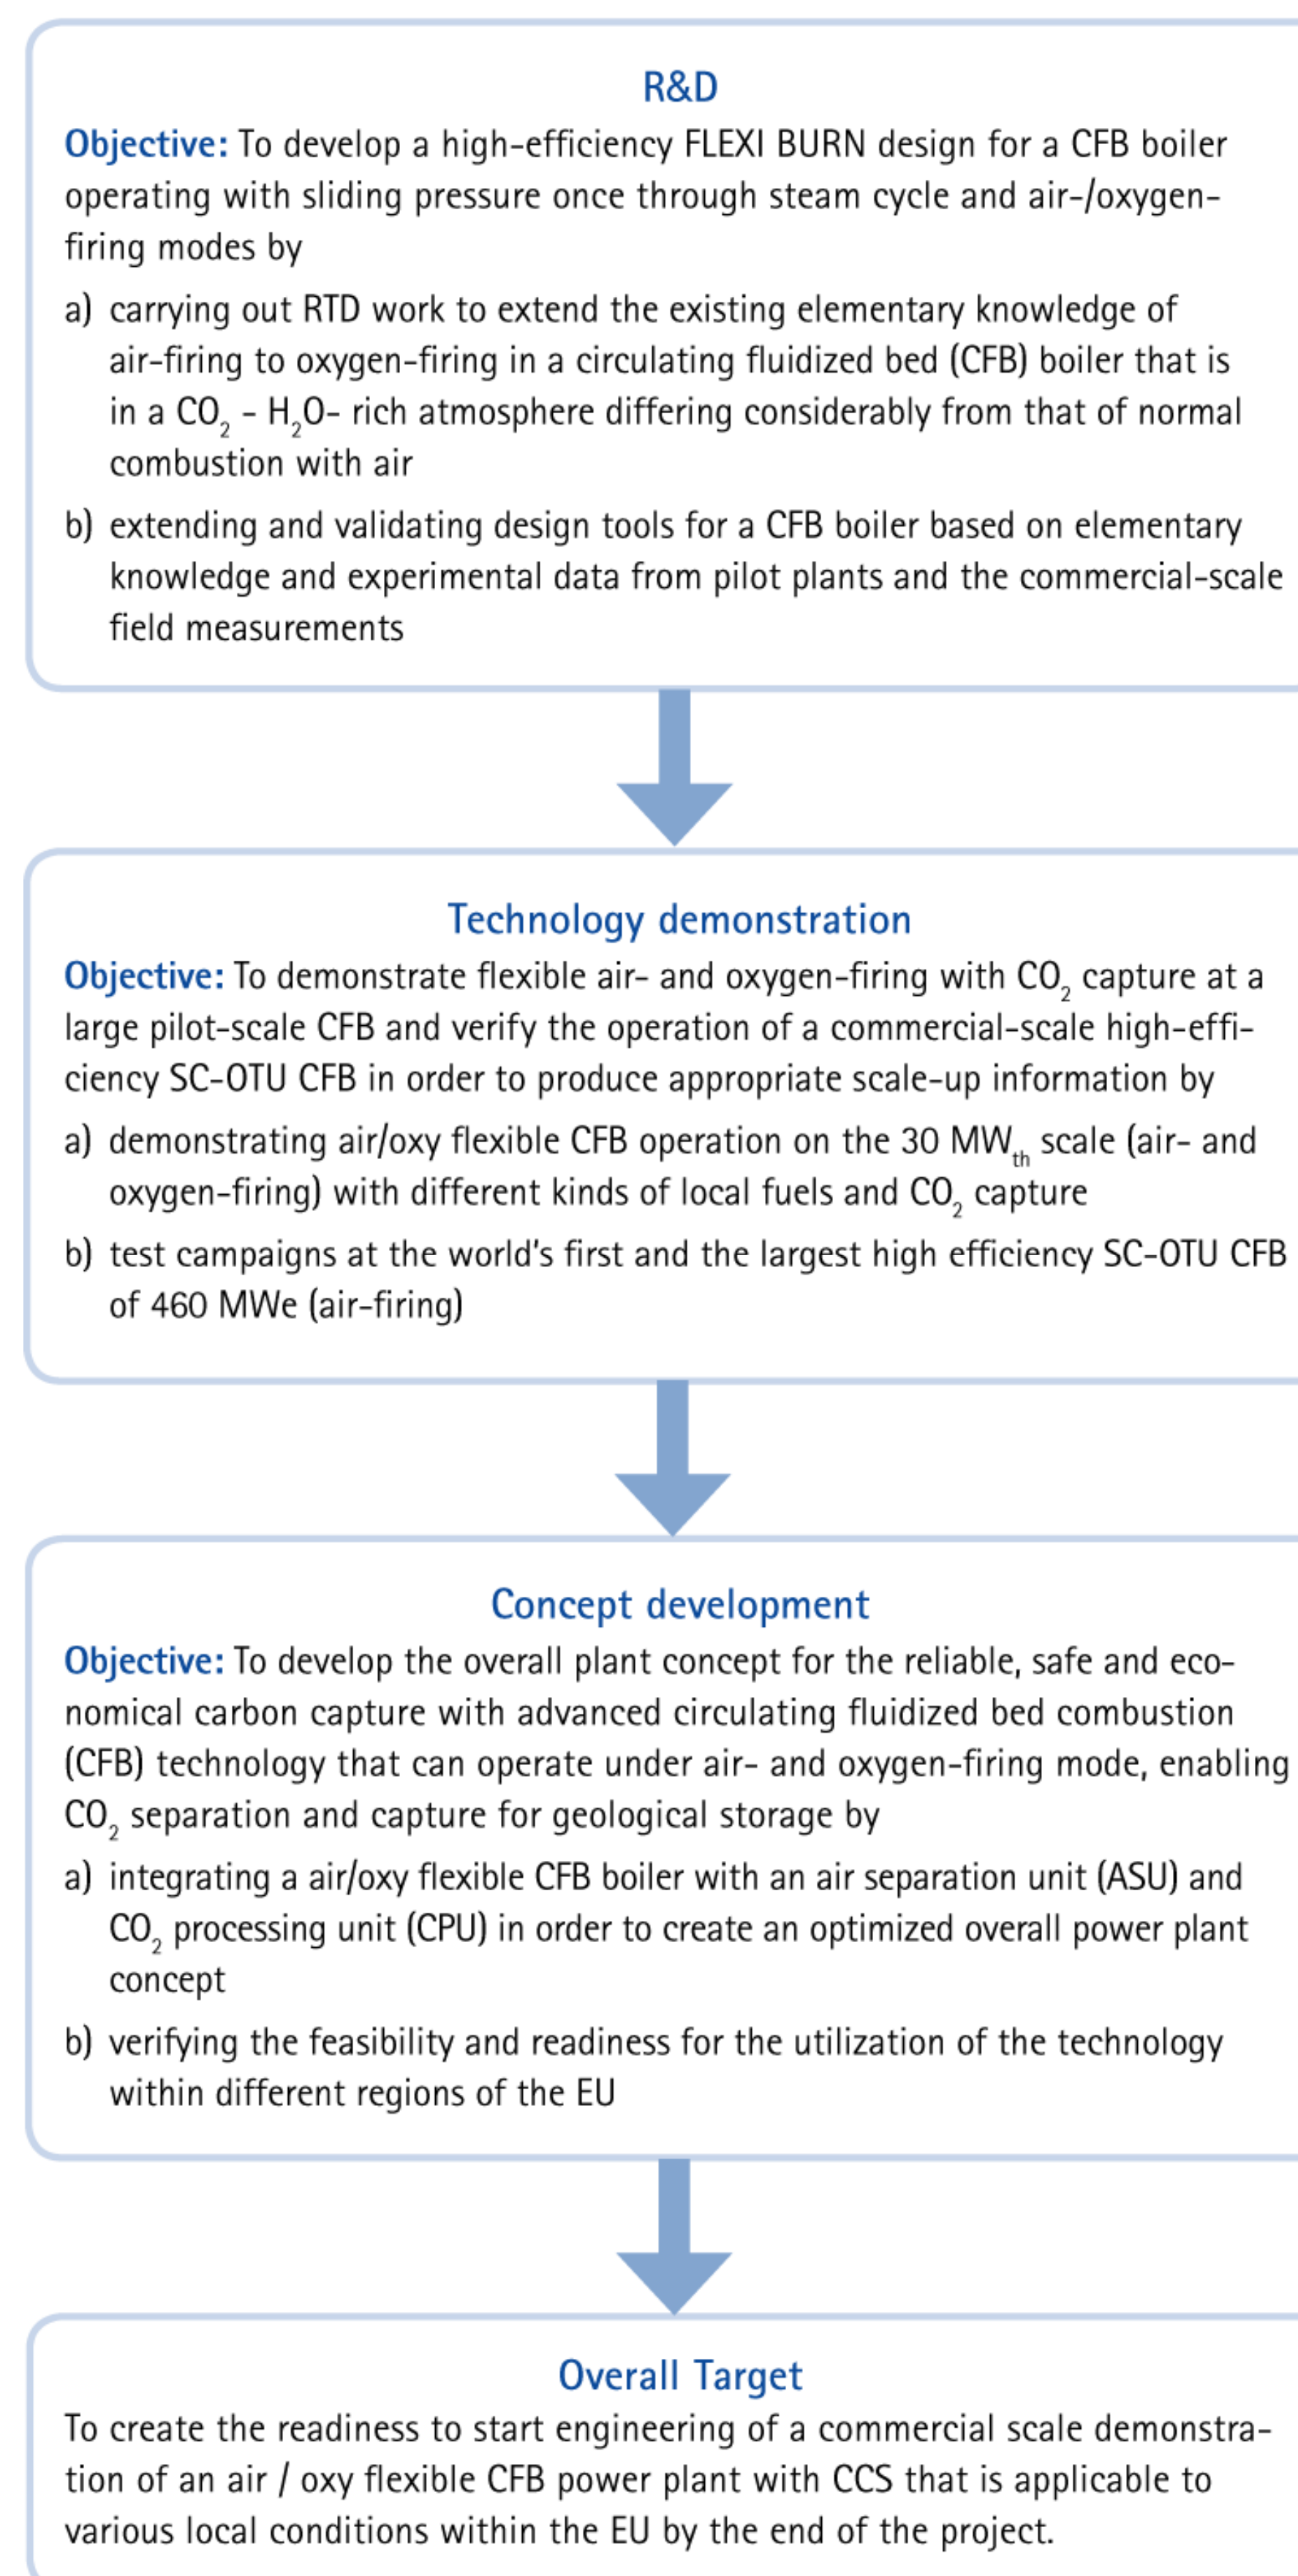 R&D
Objective: To develop a high-efficiency FLEXI BURN design for a CFB boiler
operating with sliding pressure once through steam cycle and air-/oxygen-
firing modes by
a) carrying out RTD work to extend the existing elementary knowledge of
air-firing to oxygen-firing in a circulating fluidized bed (CFB) boiler that is
in a CO₂ - H₂O- rich atmosphere differing considerably from that of normal
combustion with air
b) extending and validating design tools for a CFB boiler based on elementary
knowledge and experimental data from pilot plants and the commercial-scale
field measurements
Technology demonstration
Objective: To demonstrate flexible air- and oxygen-firing with CO₂ capture at a
large pilot-scale CFB and verify the operation of a commercial-scale high-effi-
ciency SC-OTU CFB in order to produce appropriate scale-up information by
a) demonstrating air/oxy flexible CFB operation on the 30 MWth scale (air- and
oxygen-firing) with different kinds of local fuels and CO₂ capture
b) test campaigns at the world's first and the largest high efficiency SC-OTU CFB
of 460 MWe (air-firing)
Concept development
Objective: To develop the overall plant concept for the reliable, safe and eco-
nomical carbon capture with advanced circulating fluidized bed combustion
(CFB) technology that can operate under air- and oxygen-firing mode, enabling
CO₂ separation and capture for geological storage by
a) integrating a air/oxy flexible CFB boiler with an air separation unit (ASU) and
CO₂ processing unit (CPU) in order to create an optimized overall power plant
concept
b) verifying the feasibility and readiness for the utilization of the technology
within different regions of the EU
Overall Target
To create the readiness to start engineering of a commercial scale demonstra-
tion of an air / oxy flexible CFB power plant with CCS that is applicable to
various local conditions within the EU by the end of the project.